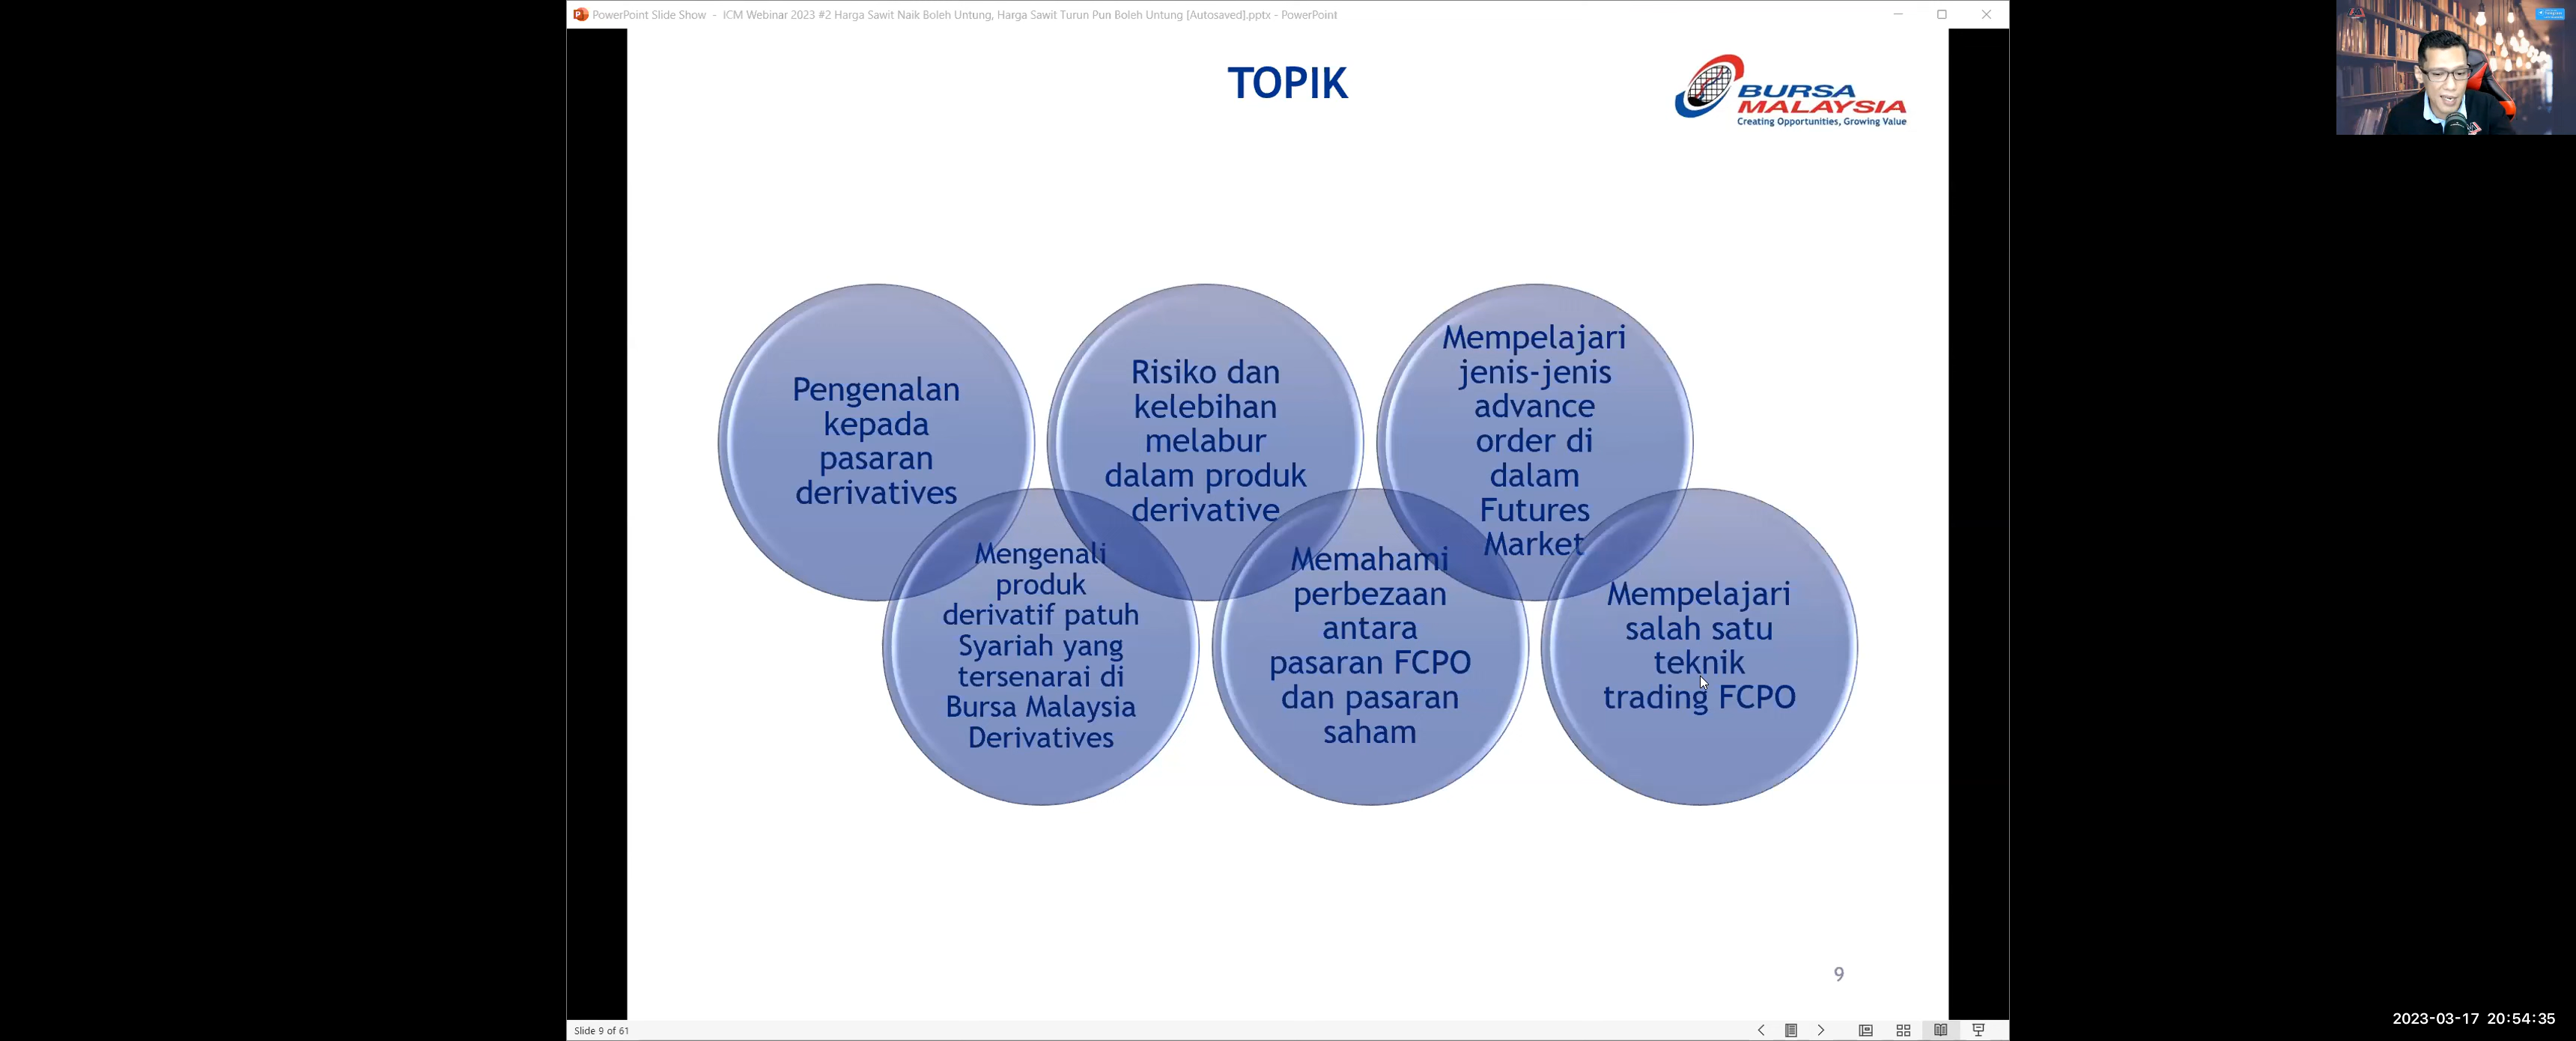 PowerPoint Slide Show - ICM Webinar 2023 #2 Harga Sawit Naik Boleh Untung, Harga Sawit Turun Pun Boleh Untung [Autosaved].pptx - PowerPoint
TOPIK
BURSA
MALAYSIA
Creating Opportunities, Growing Value
Pengenalan
kepada
pasaran
derivatives
Mengenali
produk
derivatif patuh
Syariah yang
tersenarai di
Bursa Malaysia
Derivatives
Risiko dan
kelebihan
melabur
dalam produk
derivative
Memahami
perbezaan
antara
pasaran FCPO
dan pasaran
saham
Mempelajari
jenis-jenis
advance
order di
dalam
Futures
Market
Mempelajari
salah satu
teknik
trading FCPO
9
Slide 9 of 61
2023-03-17 20:54:35